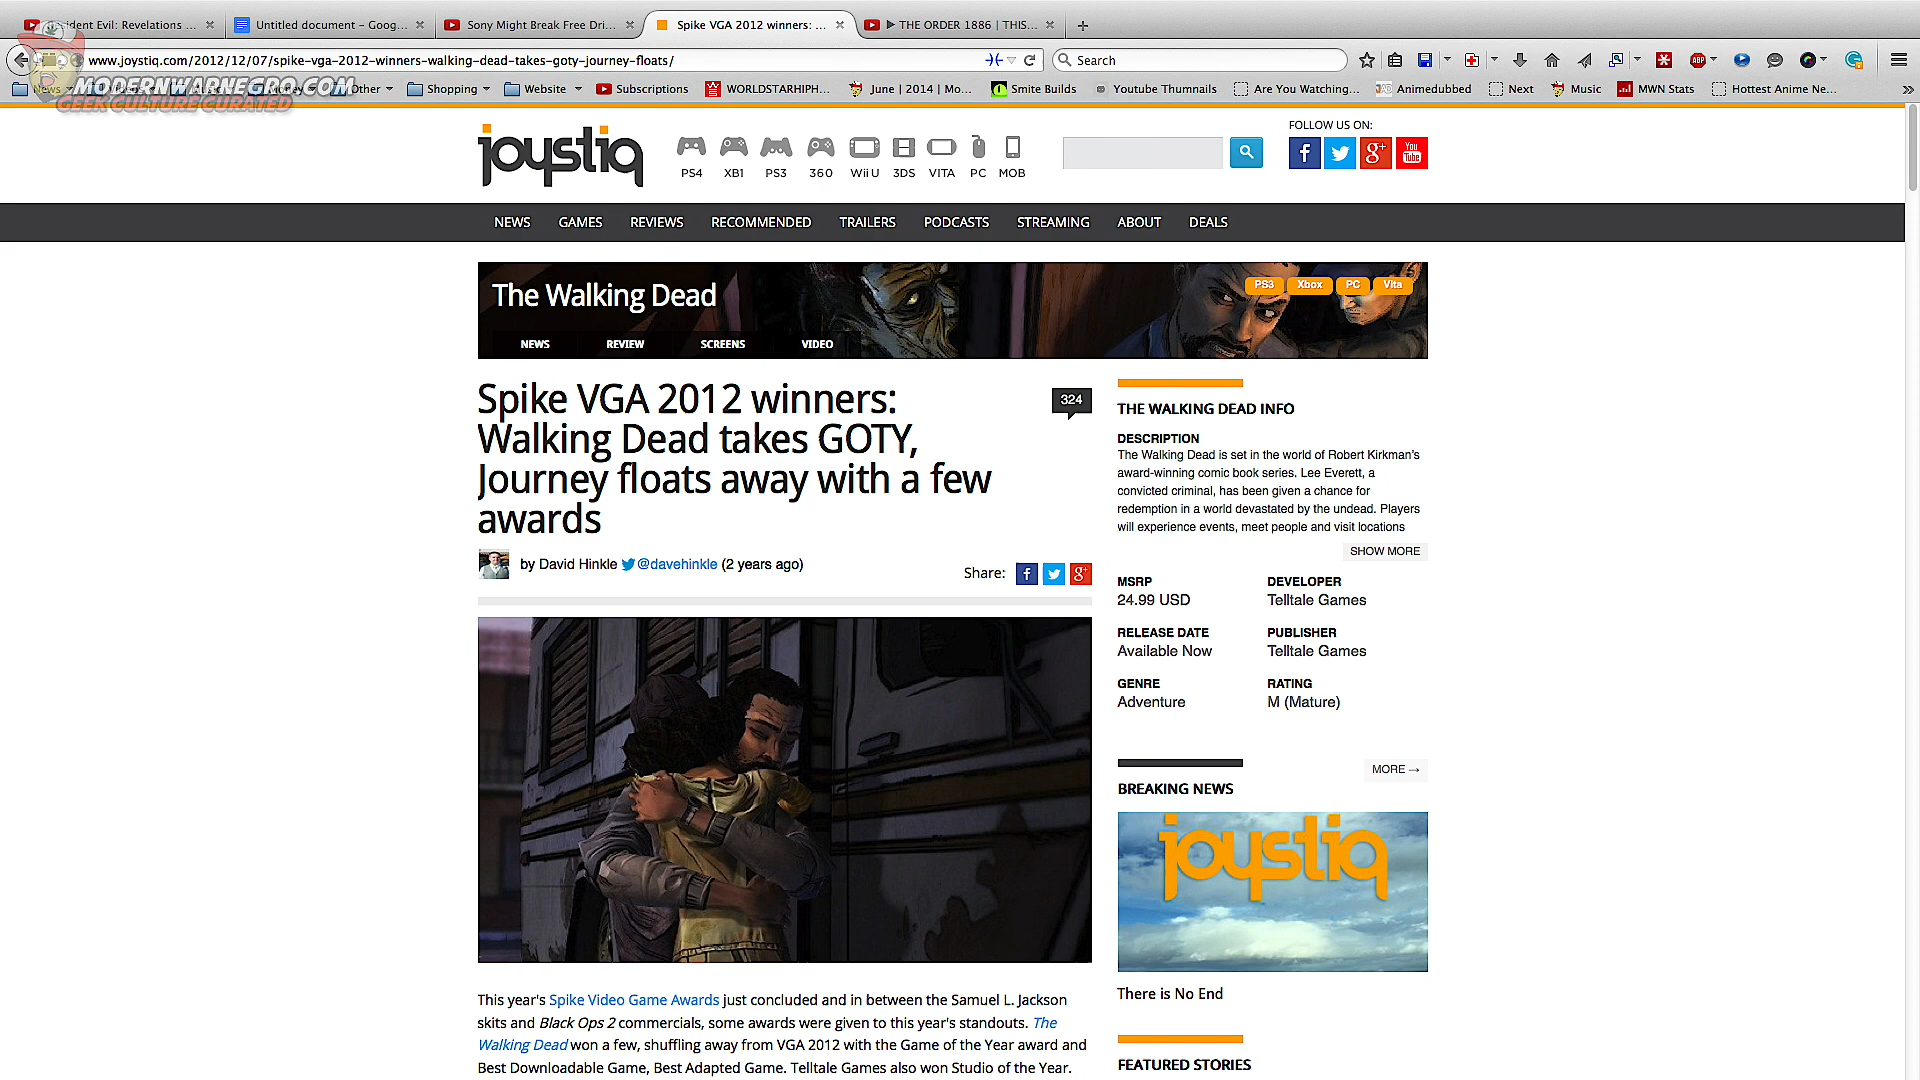 esident Evil: Revelations ...
Untitled document – Goog...
Sony Might Break Free Dri...
Spike VGA 2012 winners: ...
▶ THE ORDER 1886 | THIS...
www.joystiq.com/2012/12/07/spike-vga-2012-winners-walking-dead-takes-goty-journey-floats/
Search
MODERNWARNEGRO.COM
GEEK CULTURE CURATED
News
Other
Shopping
Website
Subscriptions
WORLDSTARHIPH...
June | 2014 | Mo...
Smite Builds
Youtube Thumnails
Are You Watching...
Animedubbed
Next
Music
MWN Stats
Hottest Anime Ne...
joystiq
PS4 XB1 PS3 360 Wii U 3DS VITA PC MOB
FOLLOW US ON:
You Tube
NEWS GAMES REVIEWS RECOMMENDED TRAILERS PODCASTS STREAMING ABOUT DEALS
The Walking Dead
PS3 Xbox PC Vita
NEWS REVIEW SCREENS VIDEO
Spike VGA 2012 winners:
Walking Dead takes GOTY,
Journey floats away with a few
awards
324
by David Hinkle @davehinkle (2 years ago)
Share:
This year's Spike Video Game Awards just concluded and in between the Samuel L. Jackson
skits and Black Ops 2 commercials, some awards were given to this year's standouts. The
Walking Dead won a few, shuffling away from VGA 2012 with the Game of the Year award and
Best Downloadable Game, Best Adapted Game. Telltale Games also won Studio of the Year.
THE WALKING DEAD INFO
DESCRIPTION
The Walking Dead is set in the world of Robert Kirkman's
award-winning comic book series. Lee Everett, a
convicted criminal, has been given a chance for
redemption in a world devastated by the undead. Players
will experience events, meet people and visit locations
SHOW MORE
MSRP
24.99 USD
DEVELOPER
Telltale Games
RELEASE DATE
Available Now
PUBLISHER
Telltale Games
GENRE
Adventure
RATING
M (Mature)
MORE →
BREAKING NEWS
joystiq
There is No End
FEATURED STORIES